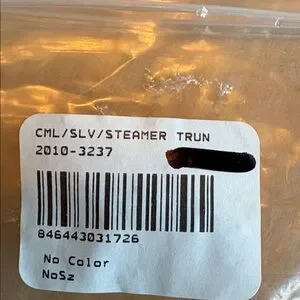 CML/SLV/STEAMER TRUN
2010-3237
846443031726
No Color
NoSz